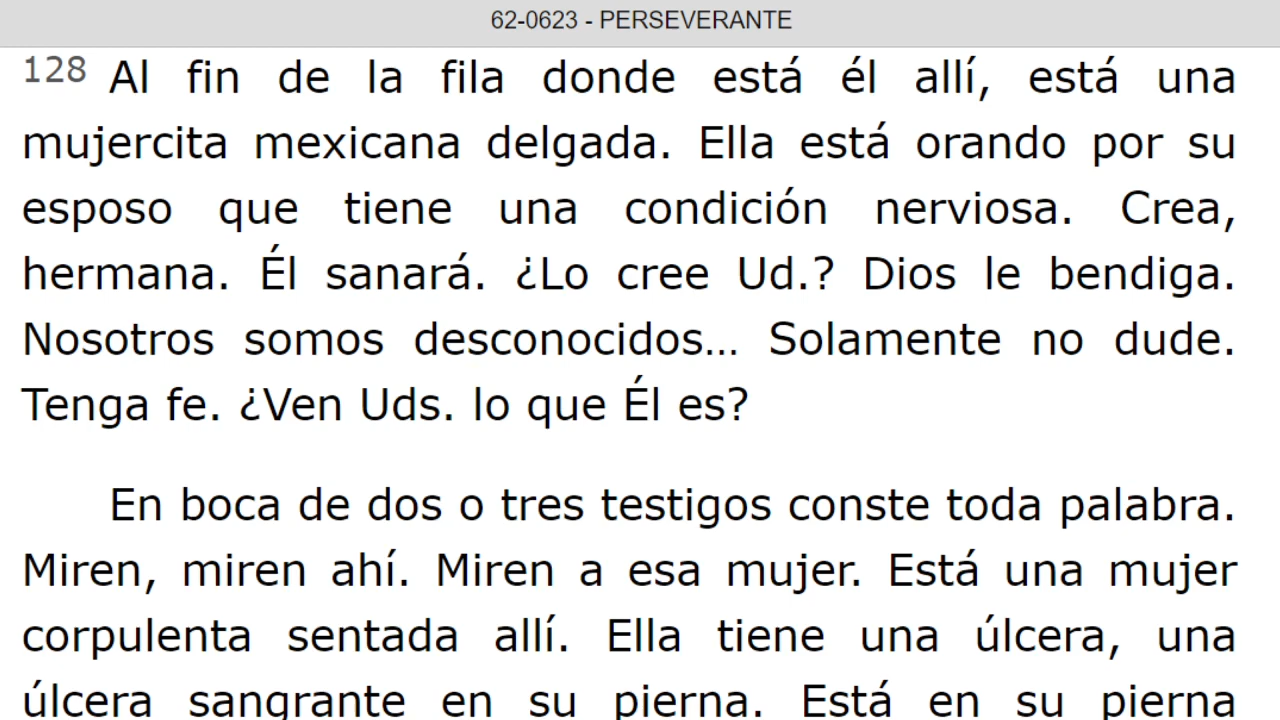 62-0623 - PERSEVERANTE
128 Al fin de la fila donde está él allí, está una
mujercita mexicana delgada. Ella está orando por su
esposo que tiene una condición nerviosa. Crea,
hermana. Él sanará. ¿Lo cree Ud.? Dios le bendiga.
Nosotros somos desconocidos... Solamente no dude.
Tenga fe. ¿Ven Uds. lo que Él es?
En boca de dos o tres testigos conste toda palabra.
Miren, miren ahí. Miren a esa mujer. Está una mujer
corpulenta sentada allí. Ella tiene una úlcera, una
úlcera sangrante en su pierna. Está en su pierna